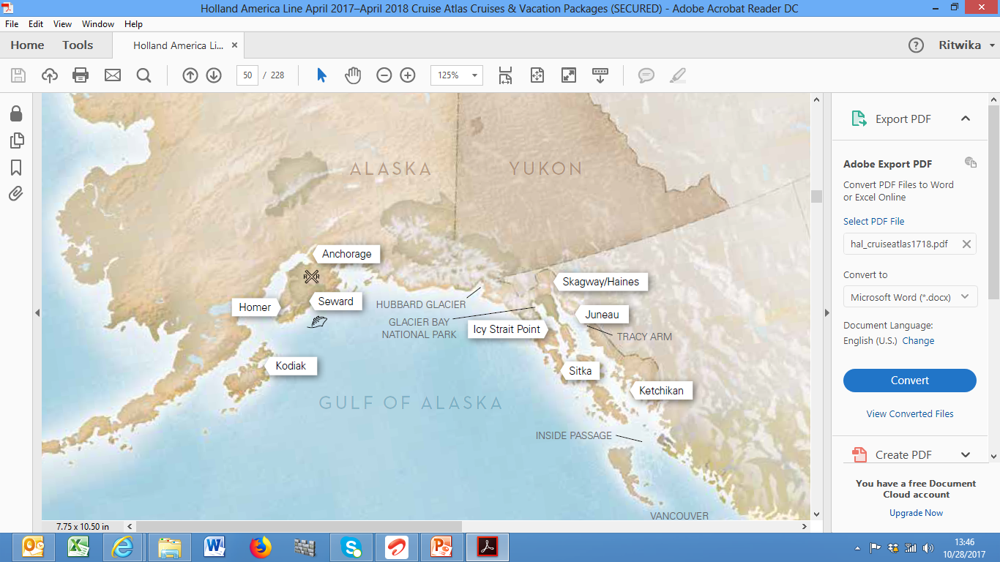 Holland America Line April 2017–April 2018 Cruise Atlas Cruises & Vacation Packages (SECURED) - Adobe Acrobat Reader DC
File Edit View Window Help
Home Tools Holland America Li... × Ritwika
50 / 228 125%
ALASKA
YUKON
Anchorage
Skagway/Haines
Homer
Seward
HUBBARD GLACIER
GLACIER BAY
NATIONAL PARK
Juneau
Icy Strait Point
TRACY ARM
Kodiak
Sitka
Ketchikan
GULF OF ALASKA
INSIDE PASSAGE
VANCOUVER
7.75 x 10.50 in
Export PDF
Adobe Export PDF
Convert PDF Files to Word
or Excel Online
Select PDF File
hal_cruiseatlas1718.pdf
Convert to
Microsoft Word (*.docx)
Document Language:
English (U.S.) Change
Convert
View Converted Files
Create PDF
You have a free Document
Cloud account
Upgrade Now
13:46
10/28/2017